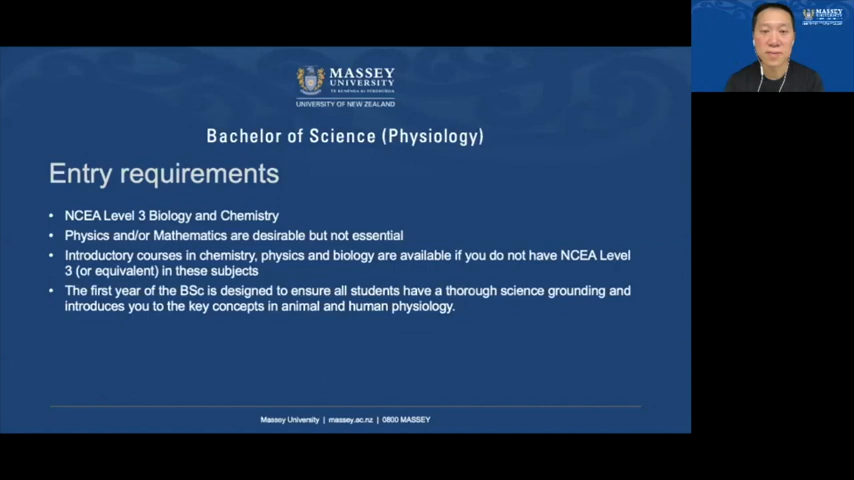 MASSEY
UNIVERSITY
TE KUNENGA KI PŪREHUROA
UNIVERSITY OF NEW ZEALAND
Bachelor of Science (Physiology)
Entry requirements
• NCEA Level 3 Biology and Chemistry
• Physics and/or Mathematics are desirable but not essential
• Introductory courses in chemistry, physics and biology are available if you do not have NCEA Level
3 (or equivalent) in these subjects
• The first year of the BSc is designed to ensure all students have a thorough science grounding and
introduces you to the key concepts in animal and human physiology.
Massey University | massey.ac.nz | 0800 MASSEY
MASSEY
UNIVERSITY